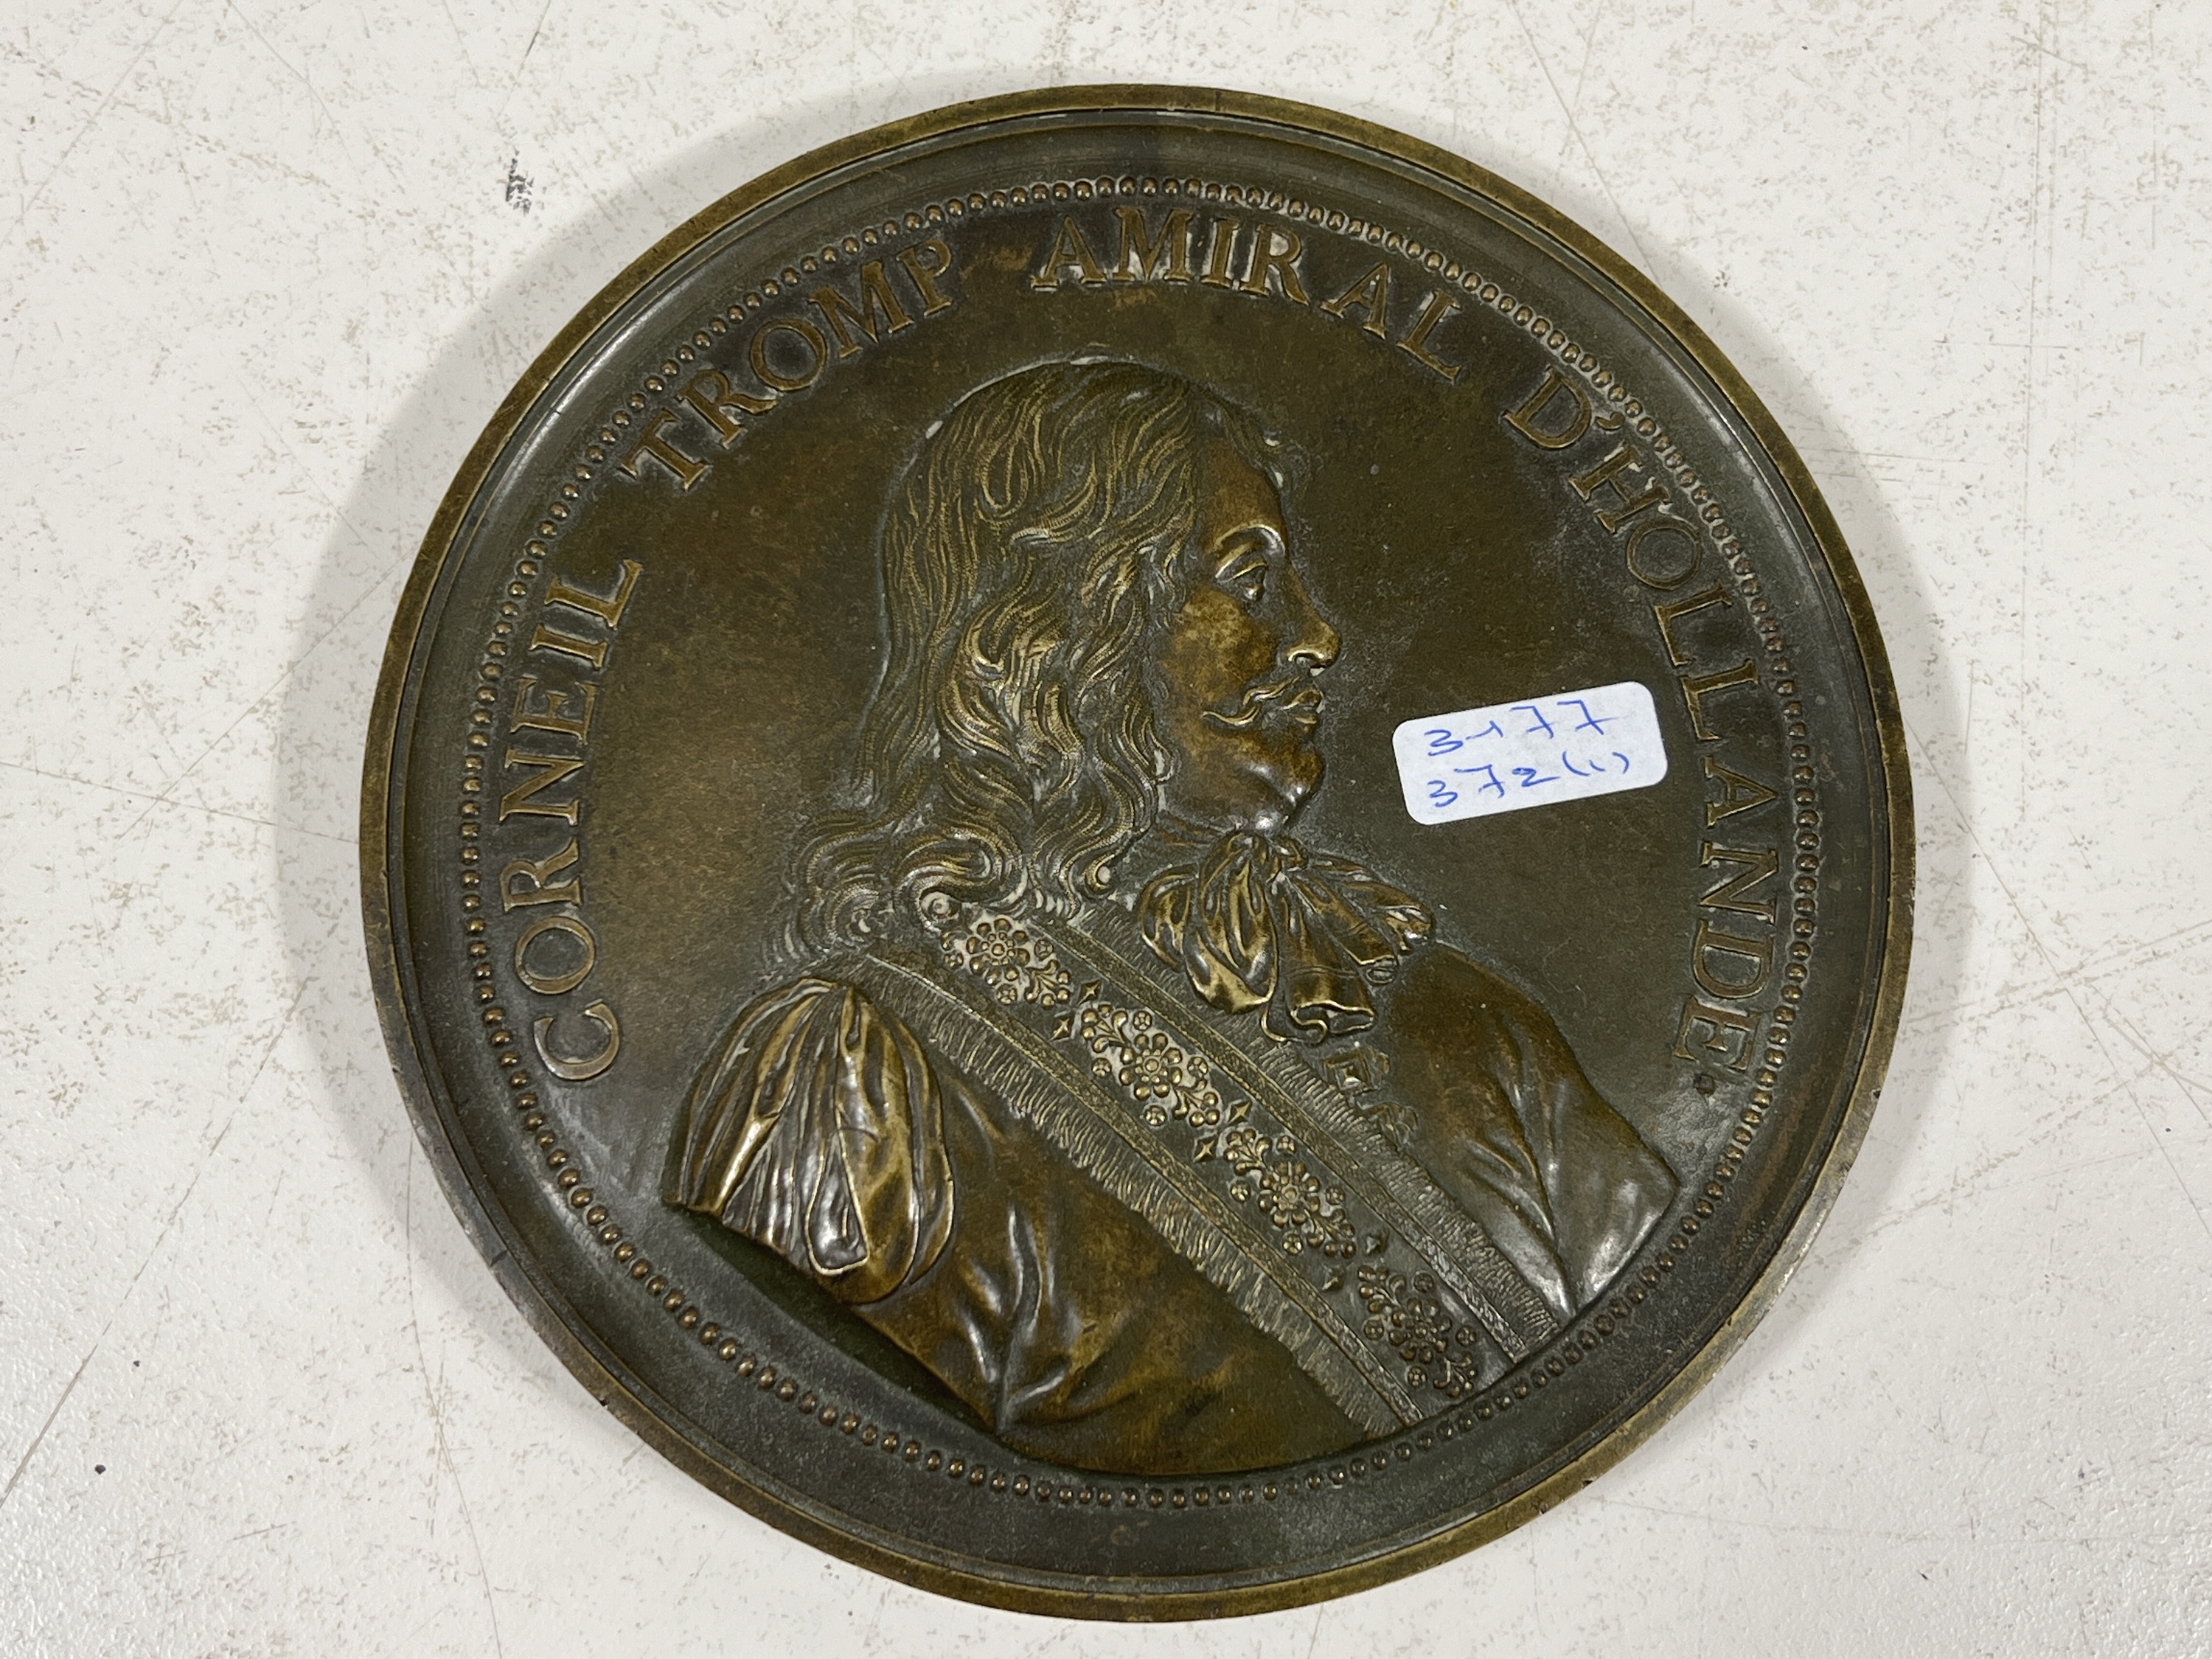 CORNEIL TROMP AMIRAL D'HOLLANDE.
3177
372(1)